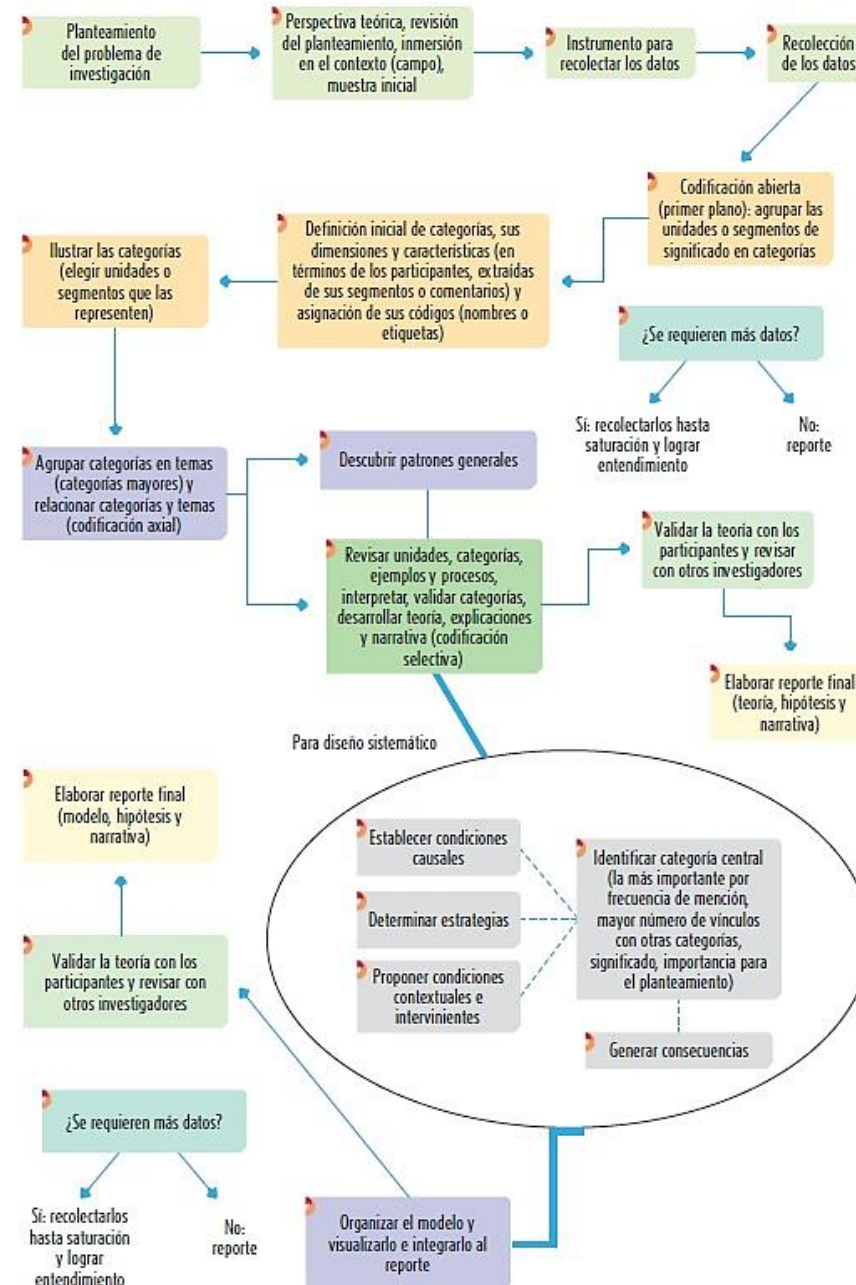 Planteamiento
del problema de
investigación
Perspectiva teórica, revisión
del planteamiento, inmersión
en el contexto (campo),
muestra inicial
Instrumento para
recolectar los datos
Recolección
de los datos
Codificación abierta
(primer plano): agrupar las
unidades o segmentos de
significado en categorías
Definición inicial de categorías, sus
dimensiones y características (en
términos de los participantes, extraídas
de sus segmentos o comentarios) y
asignación de sus códigos (nombres o
etiquetas)
Ilustrar las categorías
(elegir unidades o
segmentos que las
representen)
¿Se requieren más datos?
Sí: recolectarlos hasta
saturación y lograr
entendimiento
No:
reporte
Agrupar categorías en temas
(categorías mayores) y
relacionar categorías y temas
(codificación axial)
Descubrir patrones generales
Revisar unidades, categorías,
ejemplos y procesos,
interpretar, validar categorías,
desarrollar teoría, explicaciones
y narrativa (codificación
selectiva)
Validar la teoría con los
participantes y revisar
con otros investigadores
Elaborar reporte final
(teoría, hipótesis y
narrativa)
Para diseño sistemático
Establecer condiciones
causales
Determinar estrategias
Proponer condiciones
contextuales e
intervinientes
Identificar categoría central
(la más importante por
frecuencia de mención,
mayor número de vínculos
con otras categorías,
significado, importancia para
el planteamiento)
Generar consecuencias
Elaborar reporte final
(modelo, hipótesis y
narrativa)
Validar la teoría con los
participantes y revisar con
otros investigadores
¿Se requieren más datos?
Sí: recolectarlos
hasta saturación
y lograr
entendimiento
No:
reporte
Organizar el modelo y
visualizarlo e integrarlo al
reporte